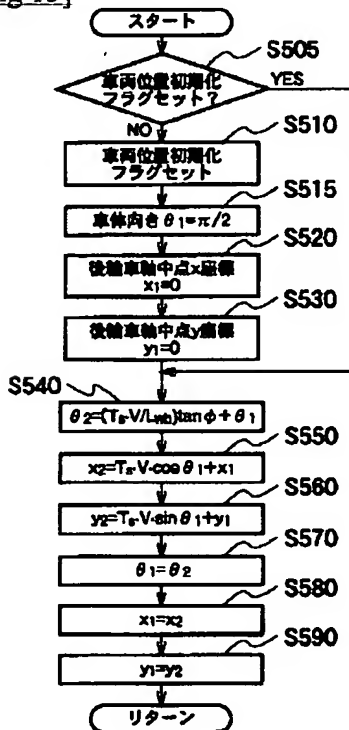 スタート
S505
車両位置初期化
フラグセット？
YES
NO
S510
車両位置初期化
フラグセット
S515
車体向きθ1=π/2
S520
後輪車軸中点x座標
x1=0
S530
後輪車軸中点y座標
y1=0
S540
θ2=(Ts·V/Lwb)tanφ+θ1
S550
x2=Ts·V·cosθ1+x1
S560
y2=Ts·V·sinθ1+y1
S570
θ1=θ2
S580
x1=x2
S590
y1=y2
リターン